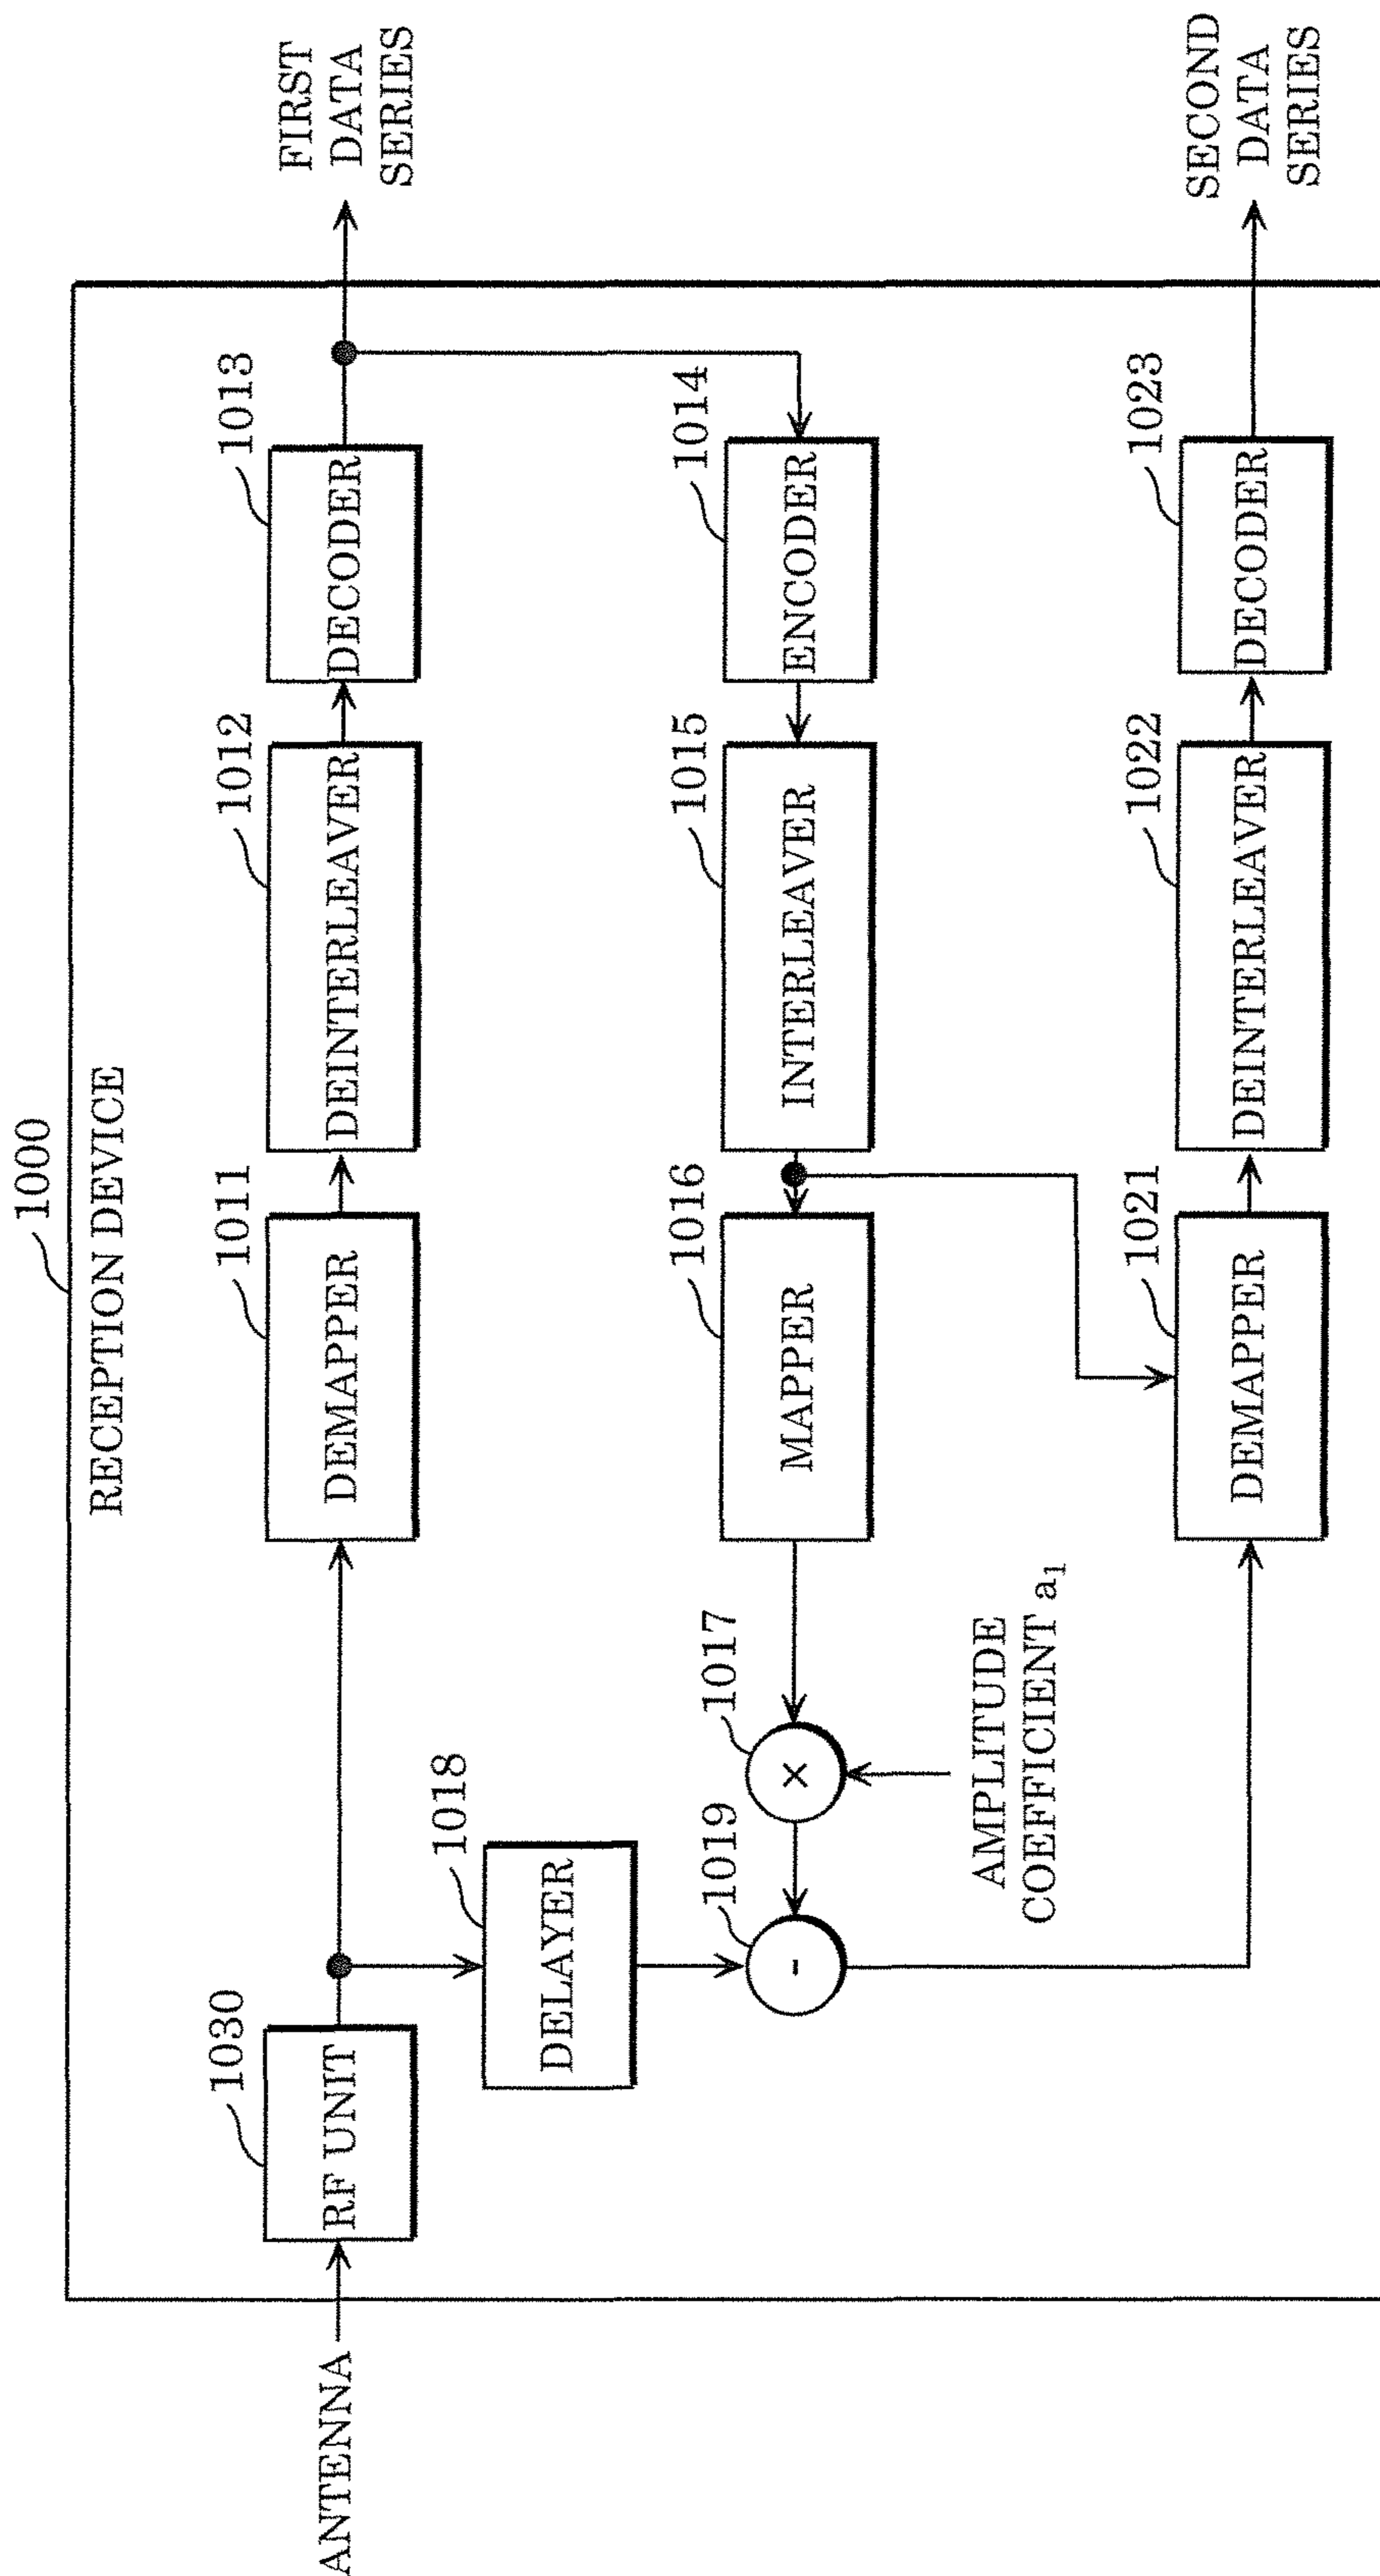 1000
RECEPTION DEVICE
ANTENNA
1030
RF UNIT
1011
DEMAPPER
1012
DEINTERLEAVER
1013
DECODER
FIRST
DATA
SERIES
1018
DELAYER
1019
-
1017
×
AMPLITUDE
COEFFICIENT a₁
1016
MAPPER
1015
INTERLEAVER
1014
ENCODER
1021
DEMAPPER
1022
DEINTERLEAVER
1023
DECODER
SECOND
DATA
SERIES